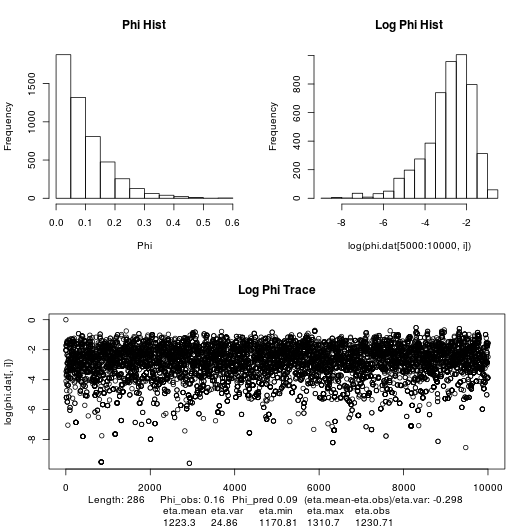 Phi Hist
Log Phi Hist
Frequency
0 500 1000 1500
0.0 0.1 0.2 0.3 0.4 0.5 0.6
Phi
Frequency
0 200 400 600 800
-8 -6 -4 -2
log(phi.dat[5000:10000, i])
Log Phi Trace
log(phi.dat[, i])
0 -2 -4 -6 -8
0 2000 4000 6000 8000 10000
Length: 286 Phi_obs: 0.16 Phi_pred 0.09 (eta.mean-eta.obs)/eta.var: -0.298
eta.mean eta.var eta.min eta.max eta.obs
1223.3 24.86 1170.81 1310.7 1230.71